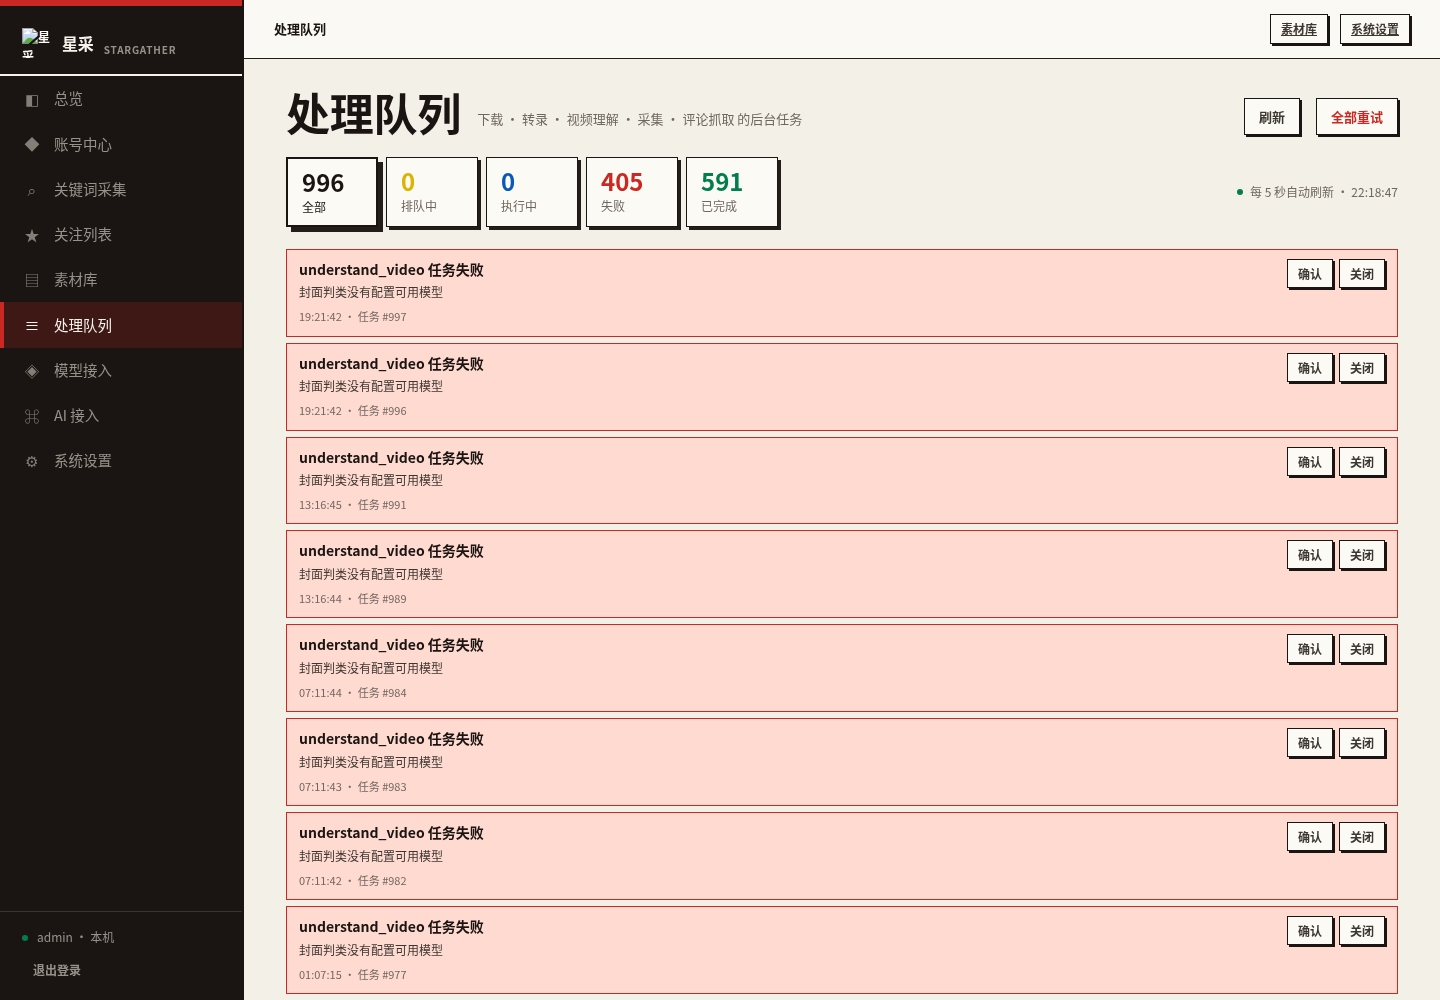 星采
星采
STARGATHER
总览
账号中心
关键词采集
关注列表
素材库
处理队列
模型接入
AI 接入
系统设置
admin · 本机
退出登录
处理队列
素材库
系统设置
处理队列
下载 · 转录 · 视频理解 · 采集 · 评论抓取 的后台任务
刷新
全部重试
996
全部
0
排队中
0
执行中
405
失败
591
已完成
每 5 秒自动刷新 · 22:18:47
understand_video 任务失败
封面判类没有配置可用模型
19:21:42 · 任务 #997
确认
关闭
understand_video 任务失败
封面判类没有配置可用模型
19:21:42 · 任务 #996
确认
关闭
understand_video 任务失败
封面判类没有配置可用模型
13:16:45 · 任务 #991
确认
关闭
understand_video 任务失败
封面判类没有配置可用模型
13:16:44 · 任务 #989
确认
关闭
understand_video 任务失败
封面判类没有配置可用模型
07:11:44 · 任务 #984
确认
关闭
understand_video 任务失败
封面判类没有配置可用模型
07:11:43 · 任务 #983
确认
关闭
understand_video 任务失败
封面判类没有配置可用模型
07:11:42 · 任务 #982
确认
关闭
understand_video 任务失败
封面判类没有配置可用模型
01:07:15 · 任务 #977
确认
关闭